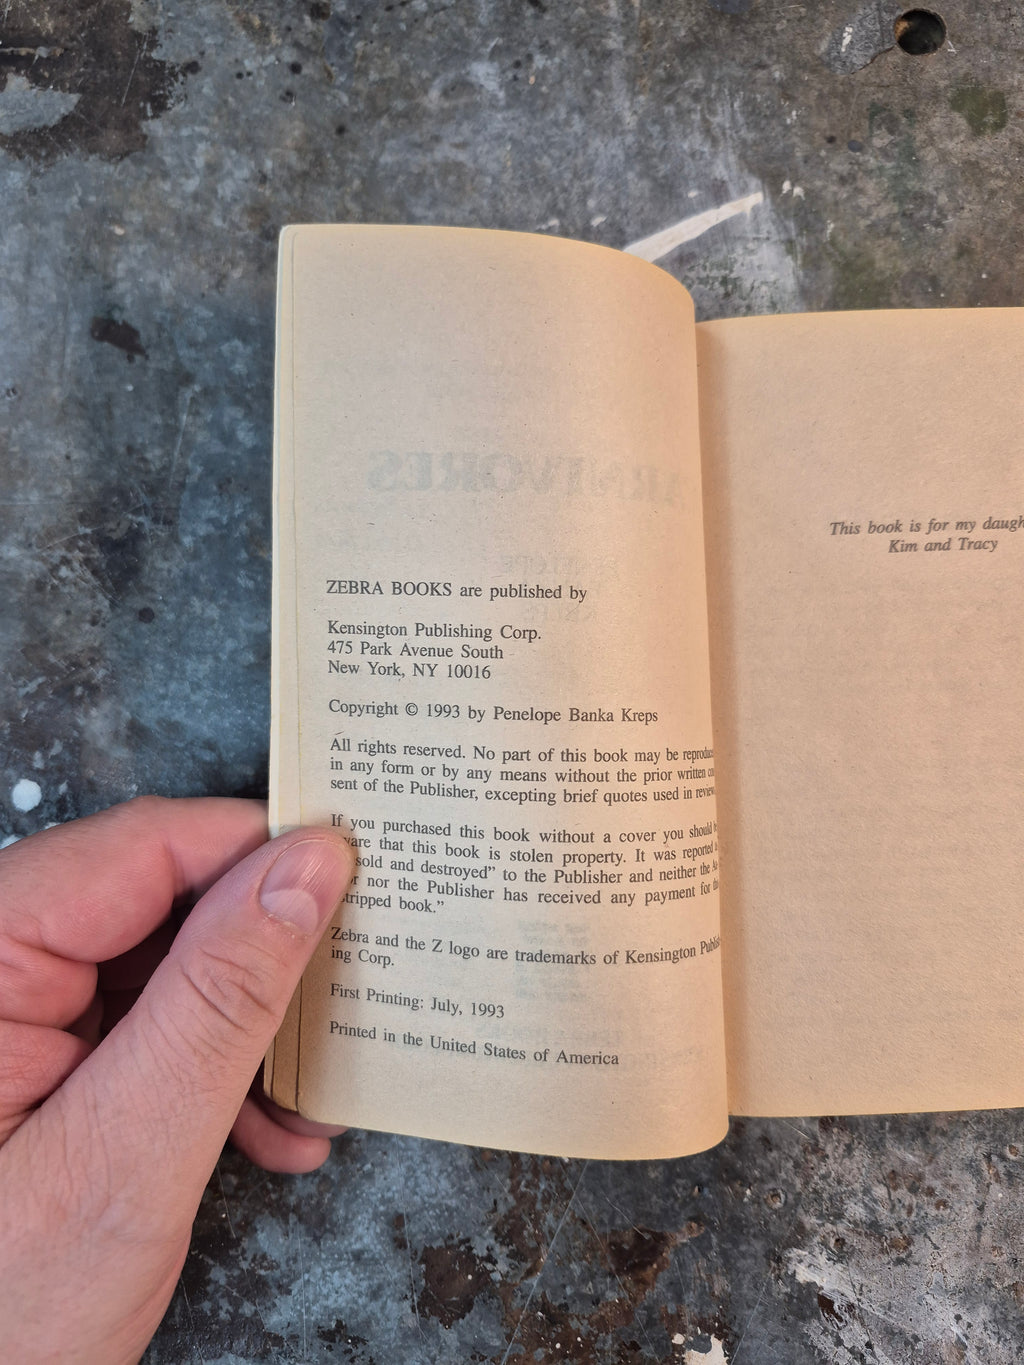 ZEBRA BOOKS are published by
Kensington Publishing Corp.
475 Park Avenue South
New York, NY 10016
Copyright © 1993 by Penelope Banka Kreps
All rights reserved. No part of this book may be
in any form or by any means without the prior written
sent of the Publisher, excepting brief quotes used in
If you purchased this book without a cover you should
that this book is stolen property. It was reported
sold and destroyed” to the Publisher and neither the
nor the Publisher has received any payment for
stripped book.”
Zebra and the Z logo are trademarks of Kensington
ing Corp.
First Printing: July, 1993
Printed in the United States of America
This book is for my
Kim and Tracy